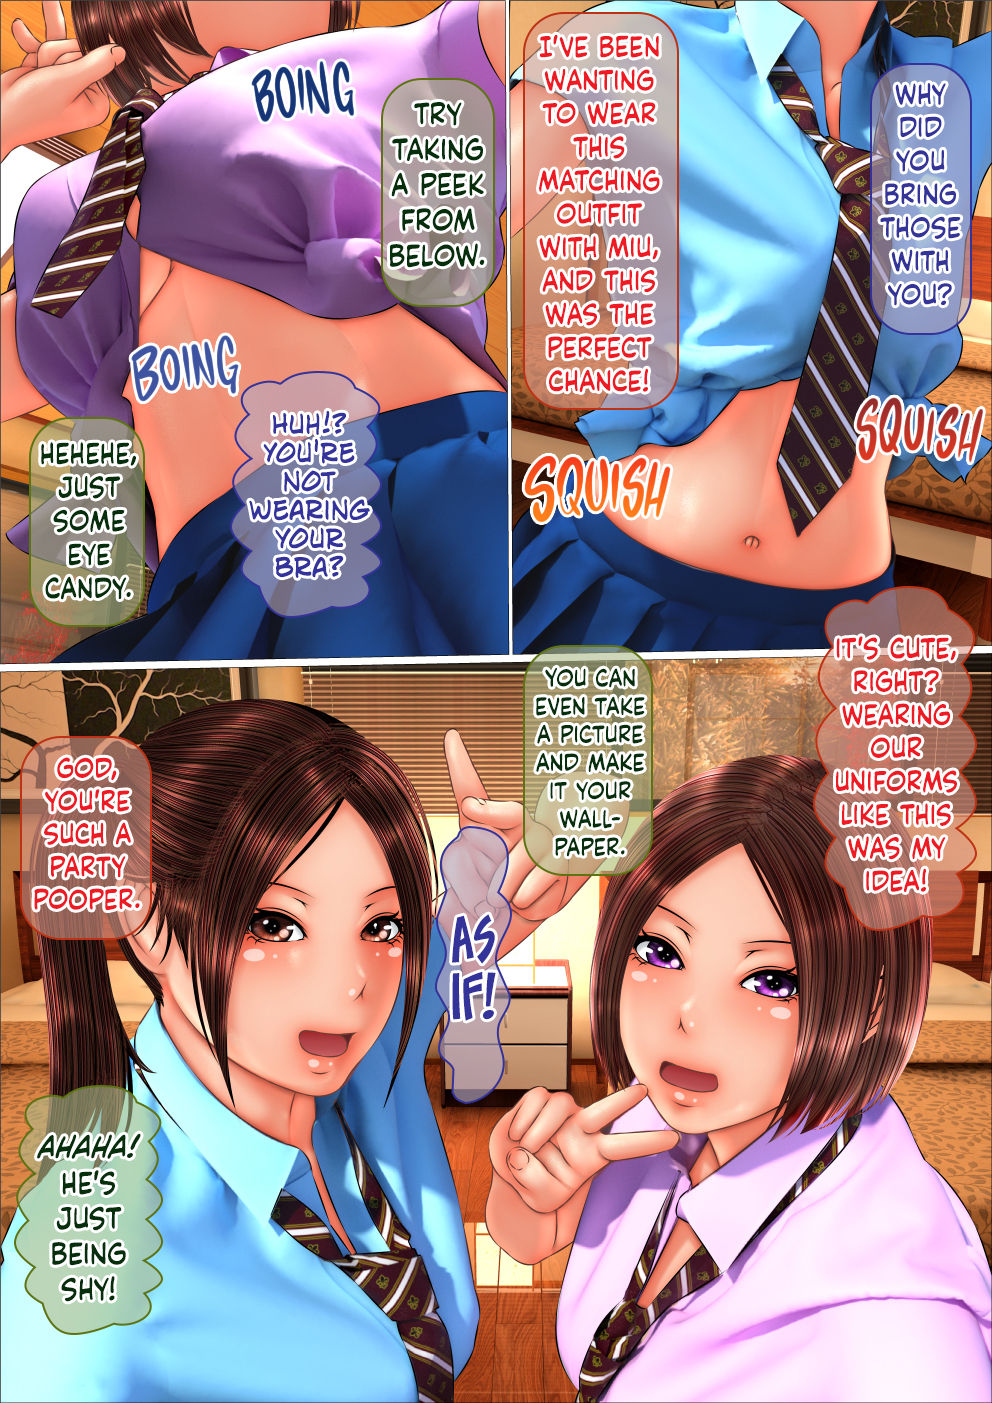 WHY
DID
YOU
BRING
THOSE
WITH
YOU?
I'VE BEEN
WANTING
TO WEAR
THIS
MATCHING
OUTFIT
WITH MIU,
AND THIS
WAS THE
PERFECT
CHANCE!
SQUISH
SQUISH
IT'S CUTE,
RIGHT?
WEARING
OUR
UNIFORMS
LIKE THIS
WAS MY
IDEA!
BOING
TRY
TAKING
A PEEK
FROM
BELOW.
BOING
HUH!?
YOU'RE
NOT
WEARING
YOUR
BRA?
HEHEHE,
JUST
SOME
EYE
CANDY.
YOU CAN
EVEN TAKE
A PICTURE
AND MAKE
IT YOUR
WALL-
PAPER.
AS
IF!
GOD,
YOU'RE
SUCH A
PARTY
POOPER.
AHAHA!
HE'S
JUST
BEING
SHY!